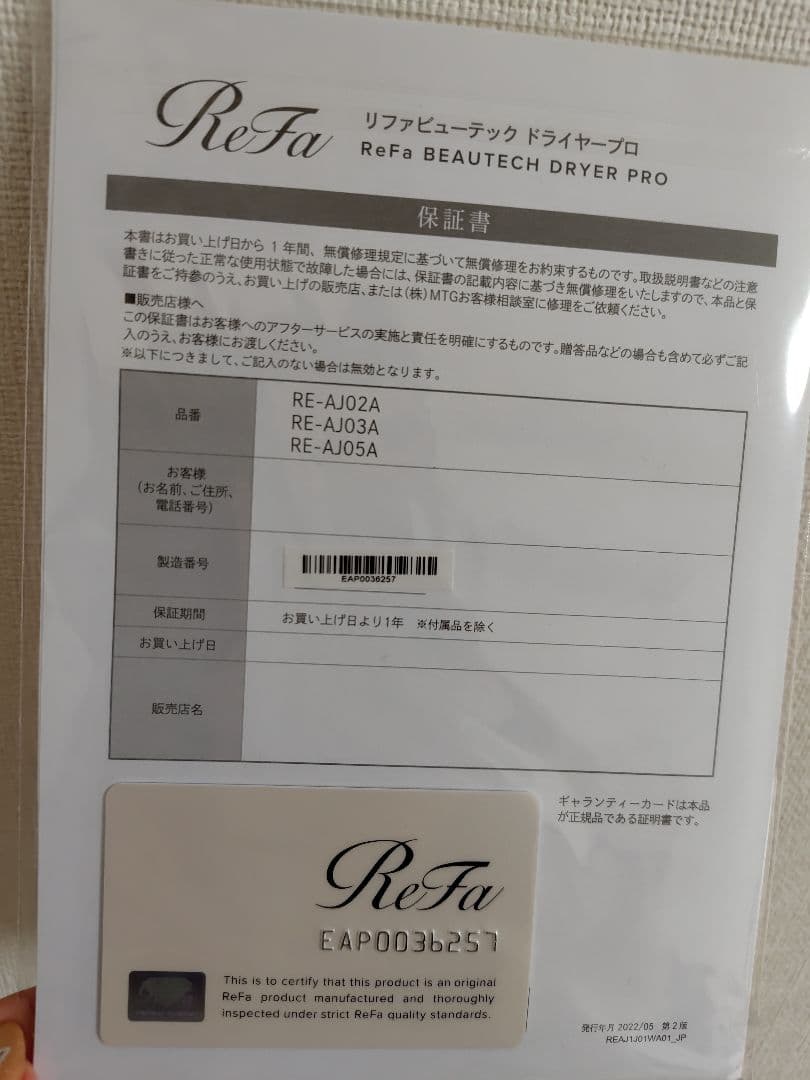 ReFa
リファビューテック ドライヤープロ
ReFa BEAUTECH DRYER PRO
保証書
本書はお買い上げ日から 1 年間、無償修理規定に基づいて無償修理をお約束するものです。取扱説明書などの注意
書きに従った正常な使用状態で故障した場合には、保証書の記載内容に基づき無償修理をいたしますので、本品と保
証書をご持参のうえ、お買い上げの販売店、または(株)MTGお客様相談室に修理をご依頼ください。
■販売店様へ
この保証書はお客様へのアフターサービスの実施と責任を明確にするものです。贈答品などの場合も含めて必ずご記
入のうえ、お客様にお渡しください。
※以下につきまして、ご記入のない場合は無効となります。
品番
RE-AJ02A
RE-AJ03A
RE-AJ05A
お客様
(お名前、ご住所、
電話番号)
製造番号
EAP0036257
保証期間
お買い上げ日より1年 ※付属品を除く
お買い上げ日
販売店名
ギャランティーカードは本品
が正規品である証明書です。
ReFa
EAP0036257
This is to certify that this product is an original
ReFa product manufactured and thoroughly
inspected under strict ReFa quality standards.
発行年月 2022/05 第2版
REAJ1J01WA01_JP